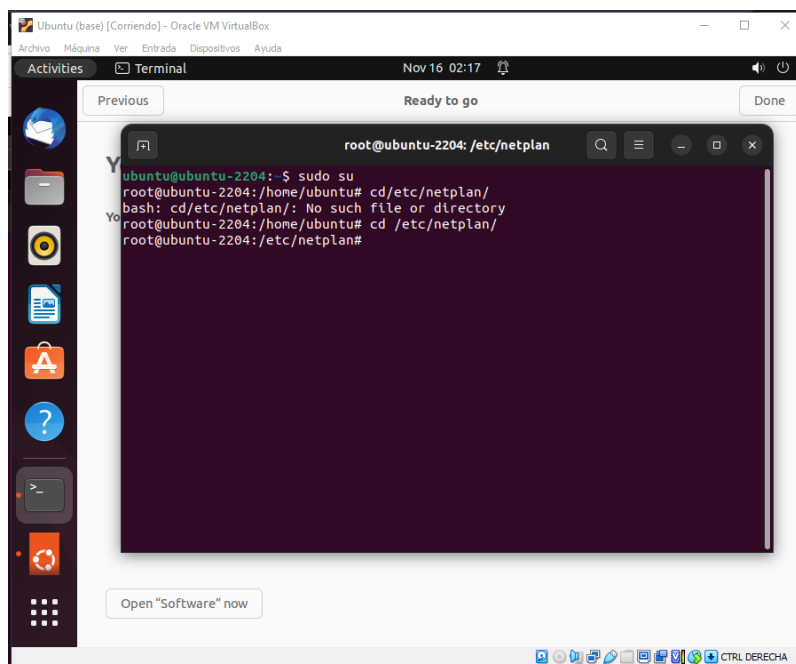 Ubuntu (base) [Corriendo] - Oracle VM VirtualBox
Archivo Máquina Ver Entrada Dispositivos Ayuda
Activities Terminal Nov 16 02:17
Previous Ready to go Done
root@ubuntu-2204: /etc/netplan
Y
ubuntu@ubuntu-2204:~$ sudo su
root@ubuntu-2204:/home/ubuntu# cd/etc/netplan/
Yo
bash: cd/etc/netplan/: No such file or directory
root@ubuntu-2204:/home/ubuntu# cd /etc/netplan/
root@ubuntu-2204:/etc/netplan#
Open “Software” now
CTRL DERECHA